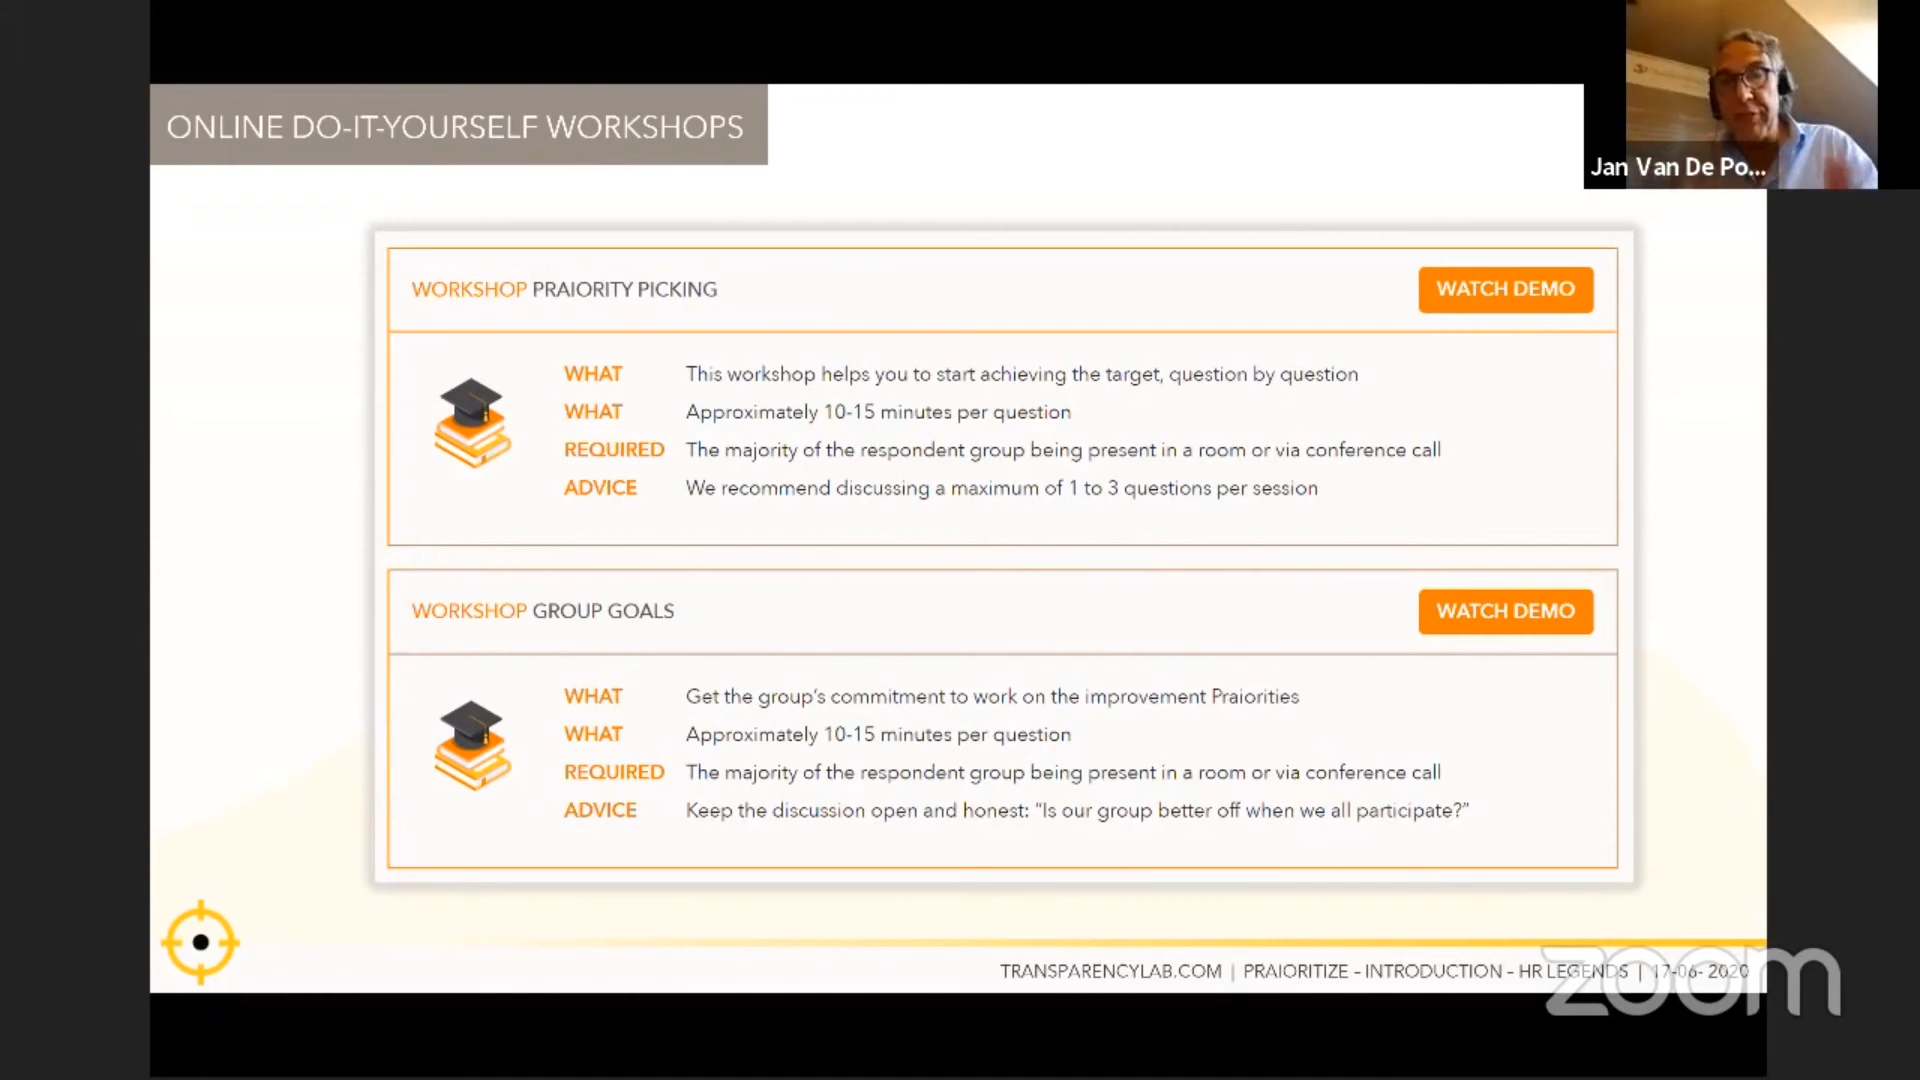 ONLINE DO-IT-YOURSELF WORKSHOPS
Jan Van De Po...
WORKSHOP PRAIORITY PICKING
WATCH DEMO
WHAT This workshop helps you to start achieving the target, question by question
WHAT Approximately 10-15 minutes per question
REQUIRED The majority of the respondent group being present in a room or via conference call
ADVICE We recommend discussing a maximum of 1 to 3 questions per session
WORKSHOP GROUP GOALS
WATCH DEMO
WHAT Get the group's commitment to work on the improvement Praiorities
WHAT Approximately 10-15 minutes per question
REQUIRED The majority of the respondent group being present in a room or via conference call
ADVICE Keep the discussion open and honest: “Is our group better off when we all participate?”
TRANSPARENCYLAB.COM | PRAIORITIZE – INTRODUCTION – HR LEGENDS | 17-06- 2020
zoom